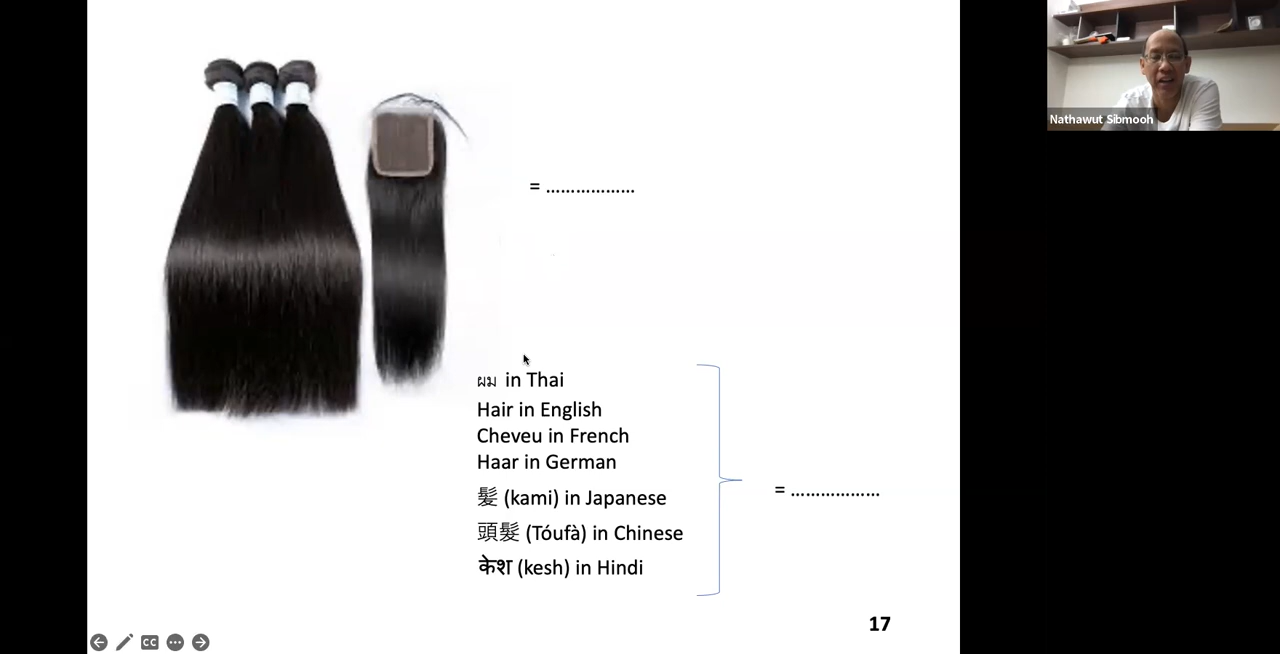 Nathawut Sibmooh
= ………………
ผม in Thai
Hair in English
Cheveu in French
Haar in German
髪 (kami) in Japanese
頭髮 (Tóufà) in Chinese
केश (kesh) in Hindi
= ………………
17
CC